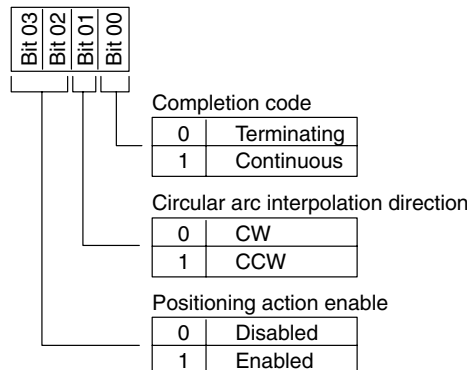 Bit 03
Bit 02
Bit 01
Bit 00
Completion code
0 Terminating
1 Continuous
Circular arc interpolation direction
0 CW
1 CCW
Positioning action enable
0 Disabled
1 Enabled